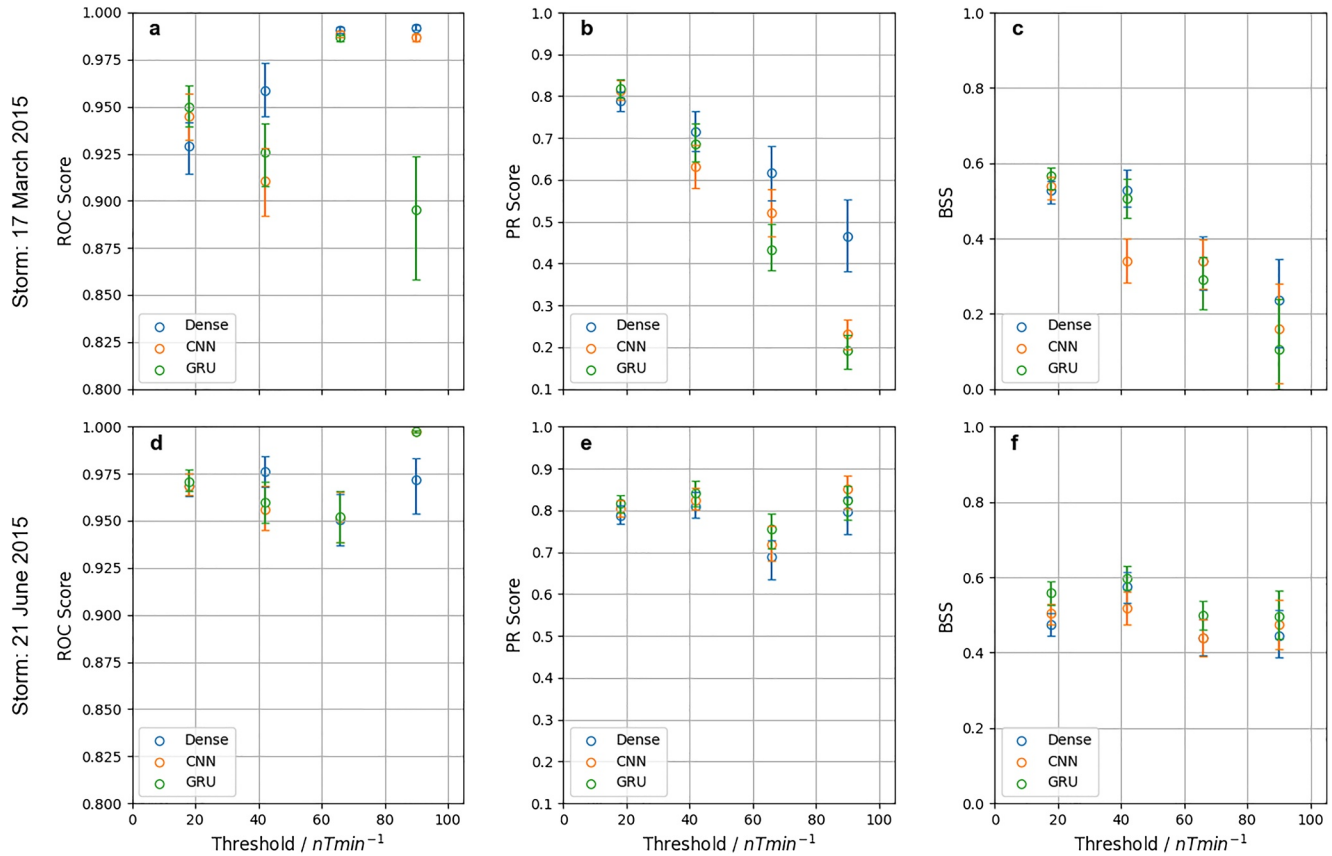 Storm: 17 March 2015
a
ROC Score
1.000
0.975
0.950
0.925
0.900
0.875
0.850
0.825
0.800
Dense
CNN
GRU
b
PR Score
1.0
0.9
0.8
0.7
0.6
0.5
0.4
0.3
0.2
0.1
Dense
CNN
GRU
c
BSS
1.0
0.8
0.6
0.4
0.2
0.0
Dense
CNN
GRU
Storm: 21 June 2015
d
ROC Score
1.000
0.975
0.950
0.925
0.900
0.875
0.850
0.825
0.800
Dense
CNN
GRU
0 20 40 60 80 100
Threshold / nTmin⁻¹
e
PR Score
1.0
0.9
0.8
0.7
0.6
0.5
0.4
0.3
0.2
0.1
Dense
CNN
GRU
0 20 40 60 80 100
Threshold / nTmin⁻¹
f
BSS
1.0
0.8
0.6
0.4
0.2
0.0
Dense
CNN
GRU
0 20 40 60 80 100
Threshold / nTmin⁻¹